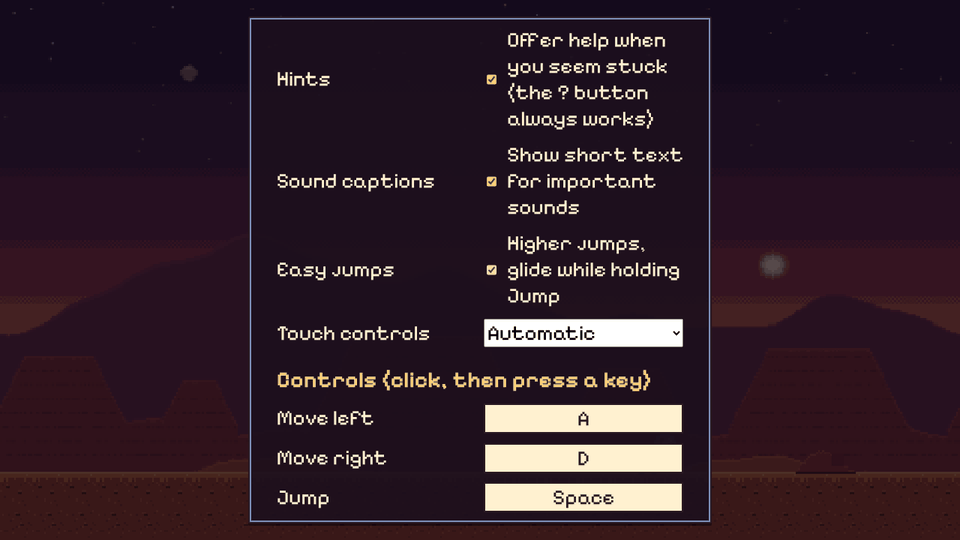 Hints
Offer help when
you seem stuck
(the ? button
always works)
Sound captions
Show short text
for important
sounds
Easy jumps
Higher jumps,
glide while holding
Jump
Touch controls
Automatic
Controls (click, then press a key)
Move left
A
Move right
D
Jump
Space